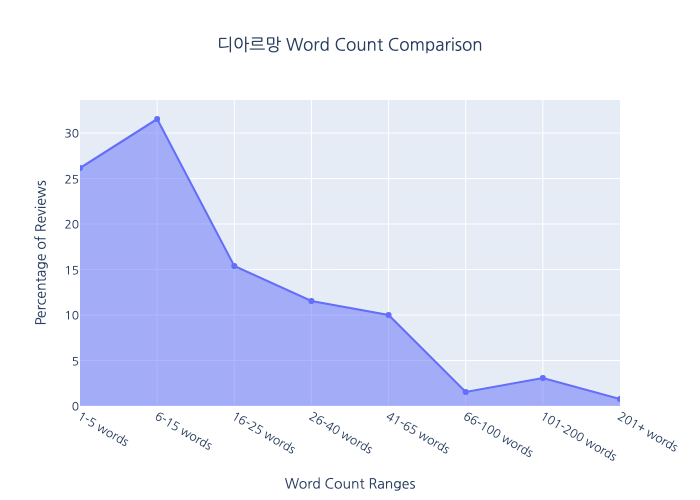 디아르망 Word Count Comparison
Percentage of Reviews
30
25
20
15
10
5
0
1-5 words
6-15 words
16-25 words
26-40 words
41-65 words
66-100 words
101-200 words
201+ words
Word Count Ranges